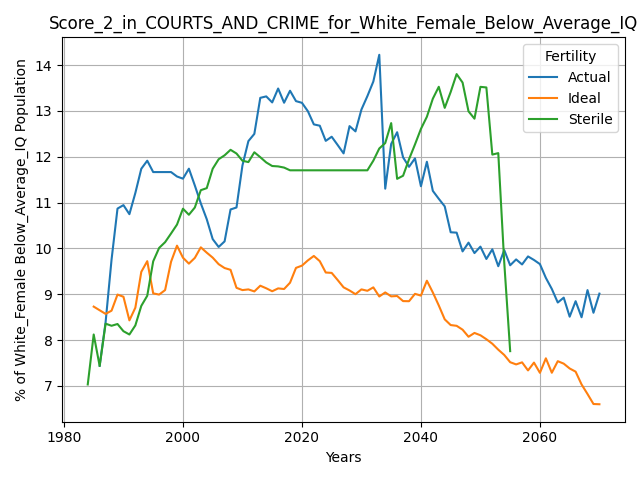 Score_2_in_COURTS_AND_CRIME_for_White_Female_Below_Average_IQ
% of White_Female Below_Average_IQ Population
14
13
12
11
10
9
8
7
Fertility
Actual
Ideal
Sterile
1980
2000
2020
2040
2060
Years